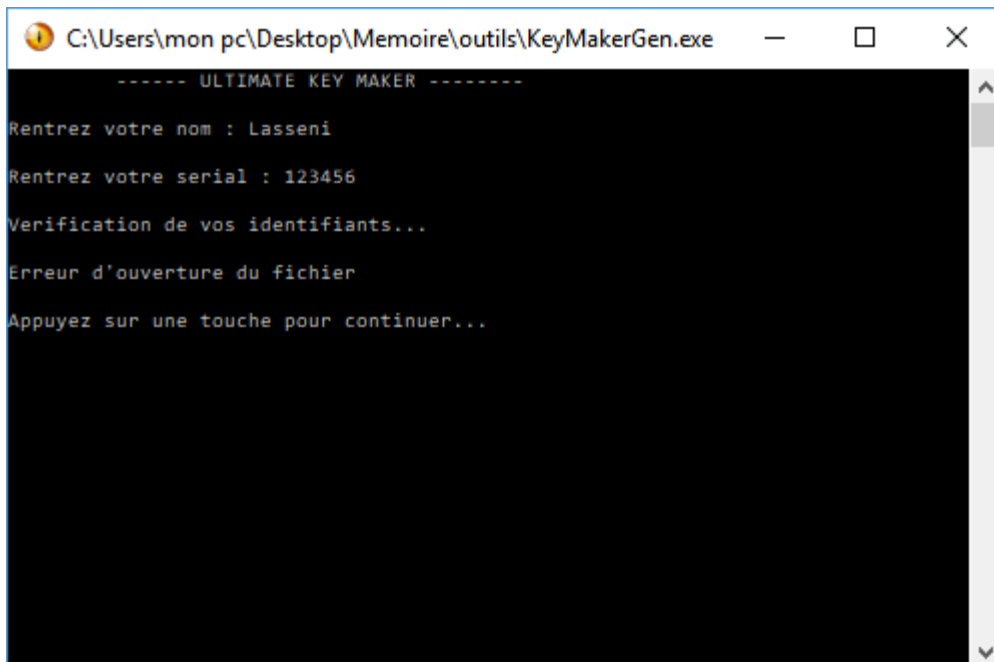 C:\Users\mon pc\Desktop\Memoire\outils\KeyMakerGen.exe
------ ULTIMATE KEY MAKER --------
Rentrez votre nom : Lasseni
Rentrez votre serial : 123456
Verification de vos identifiants...
Erreur d'ouverture du fichier
Appuyez sur une touche pour continuer...